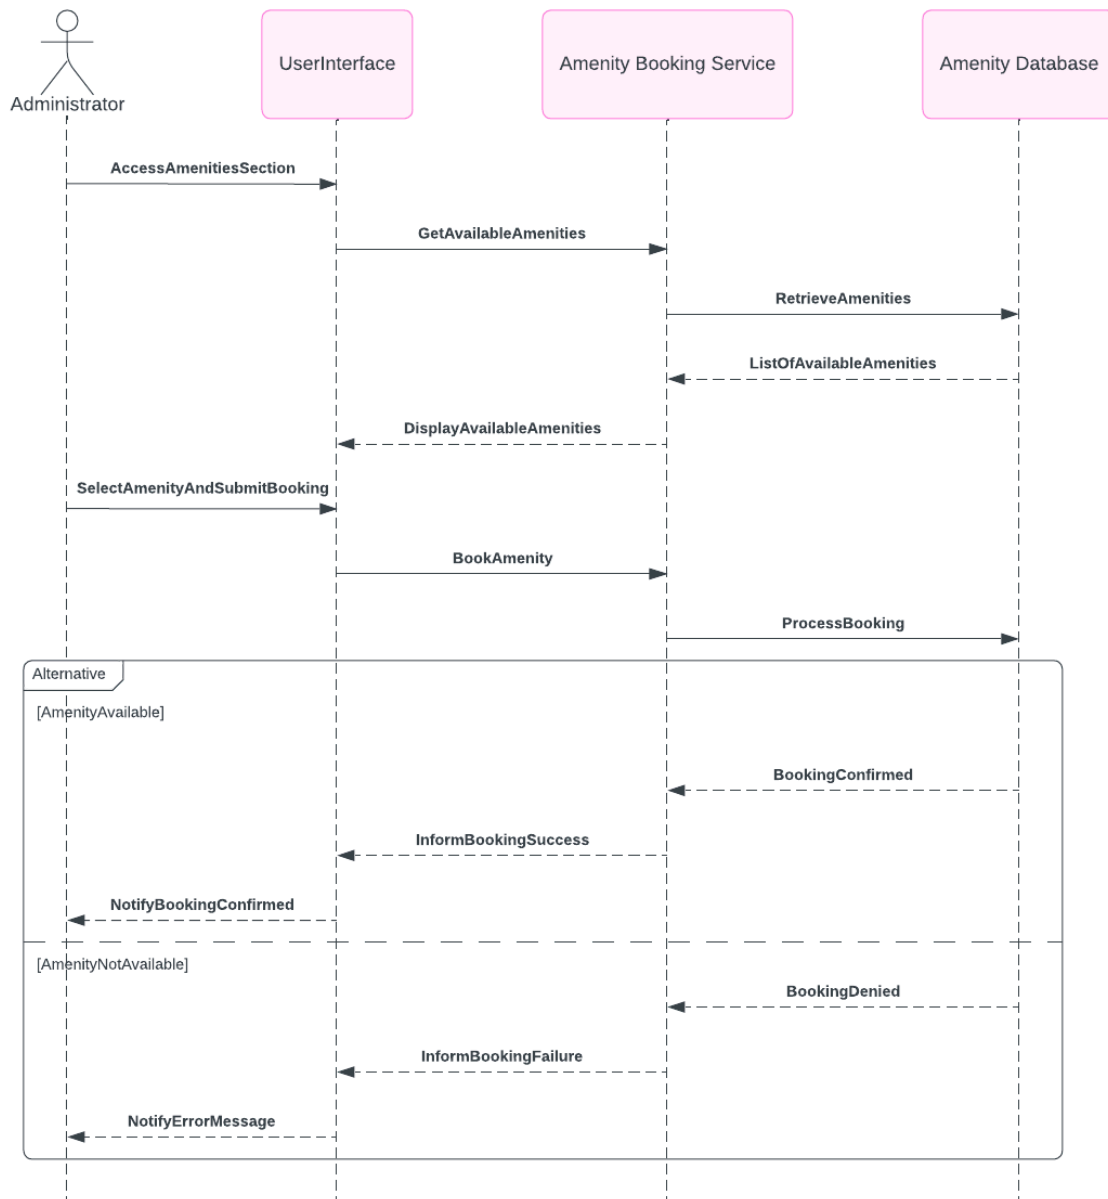 Administrator
UserInterface
Amenity Booking Service
Amenity Database
AccessAmenitiesSection
GetAvailableAmenities
RetrieveAmenities
ListOfAvailableAmenities
DisplayAvailableAmenities
SelectAmenityAndSubmitBooking
BookAmenity
ProcessBooking
Alternative
[AmenityAvailable]
BookingConfirmed
InformBookingSuccess
NotifyBookingConfirmed
[AmenityNotAvailable]
BookingDenied
InformBookingFailure
NotifyErrorMessage